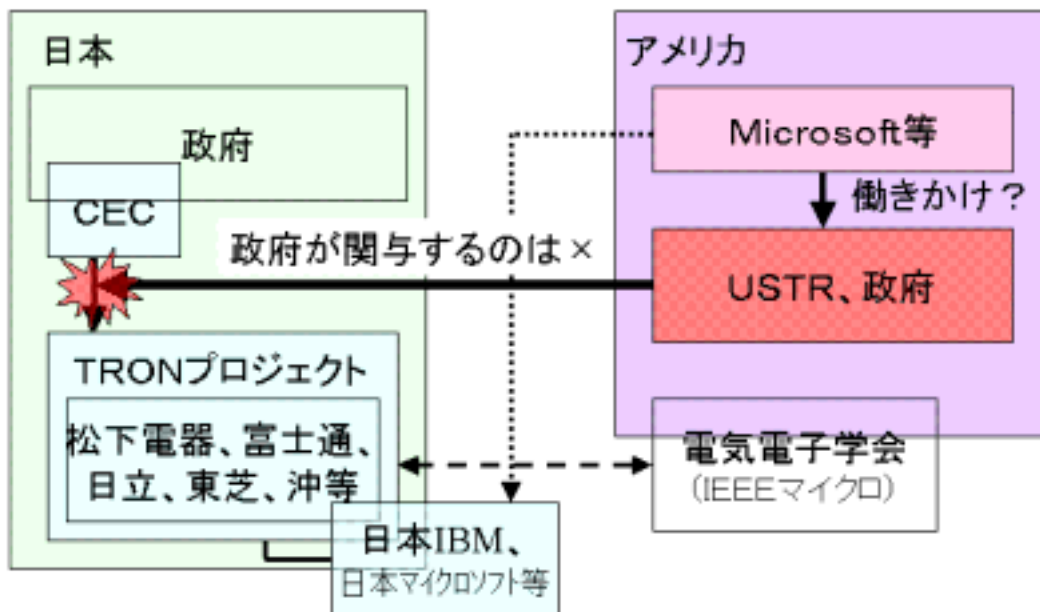 日本
政府
CEC
TRONプロジェクト
松下電器、富士通、
日立、東芝、沖等
日本IBM、
日本マイクロソフト等
政府が関与するのは×
アメリカ
Microsoft等
働きかけ？
USTR、政府
電気電子学会
（IEEEマイクロ）